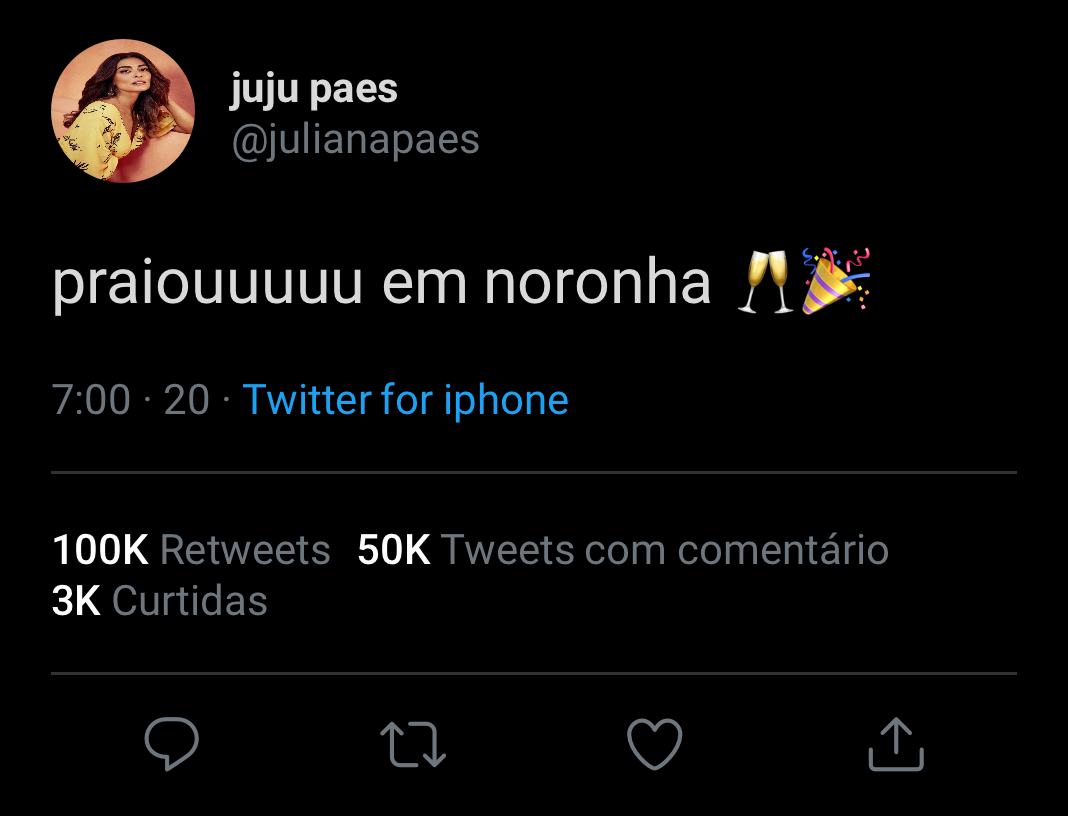 juju paes
@julianapaes
praiouuuuu em noronha 🥂🎉
7:00 · 20 · Twitter for iphone
100K Retweets 50K Tweets com comentário
3K Curtidas